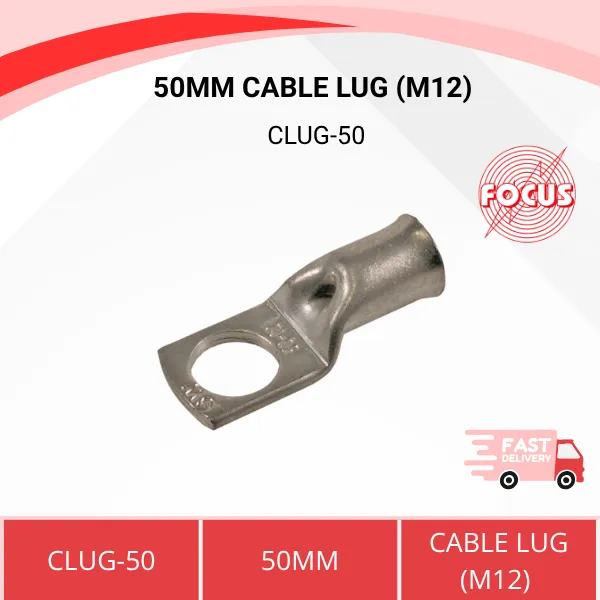 50MM CABLE LUG (M12)
CLUG-50
FOCUS
FAST
DELIVERY
CLUG-50
50MM
CABLE LUG
(M12)